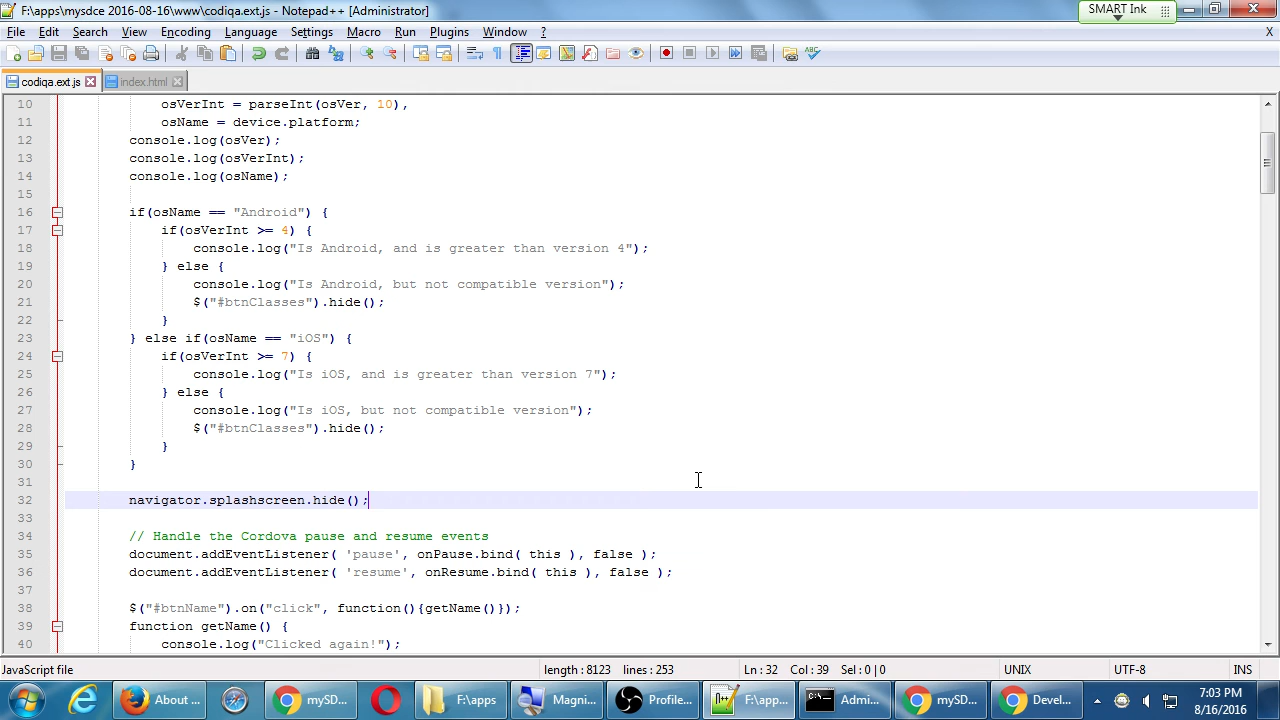 F:\apps\mysdce 2016-08-16\www\codiqa.ext.js - Notepad++ [Administrator]
SMART Ink
File Edit Search View Encoding Language Settings Macro Run Plugins Window ? X
codiqa.ext.js index.html
10 osVerInt = parseInt(osVer, 10),
11 osName = device.platform;
12 console.log(osVer);
13 console.log(osVerInt);
14 console.log(osName);
15
16 if(osName == "Android") {
17 if(osVerInt >= 4) {
18 console.log("Is Android, and is greater than version 4");
19 } else {
20 console.log("Is Android, but not compatible version");
21 $("#btnClasses").hide();
22 }
23 } else if(osName == "iOS") {
24 if(osVerInt >= 7) {
25 console.log("Is iOS, and is greater than version 7");
26 } else {
27 console.log("Is iOS, but not compatible version");
28 $("#btnClasses").hide();
29 }
30 }
31
32 navigator.splashscreen.hide();
33
34 // Handle the Cordova pause and resume events
35 document.addEventListener( 'pause', onPause.bind( this ), false );
36 document.addEventListener( 'resume', onResume.bind( this ), false );
37
38 $("#btnName").on("click", function(){getName()});
39 function getName() {
40 console.log("Clicked again!");
JavaScript file length : 8123 lines : 253 Ln : 32 Col : 39 Sel : 0 | 0 UNIX UTF-8 INS
About ... mySD... F:\apps Magni... Profile... F:\app... Admi... mySD... Devel... 7:03 PM
8/16/2016